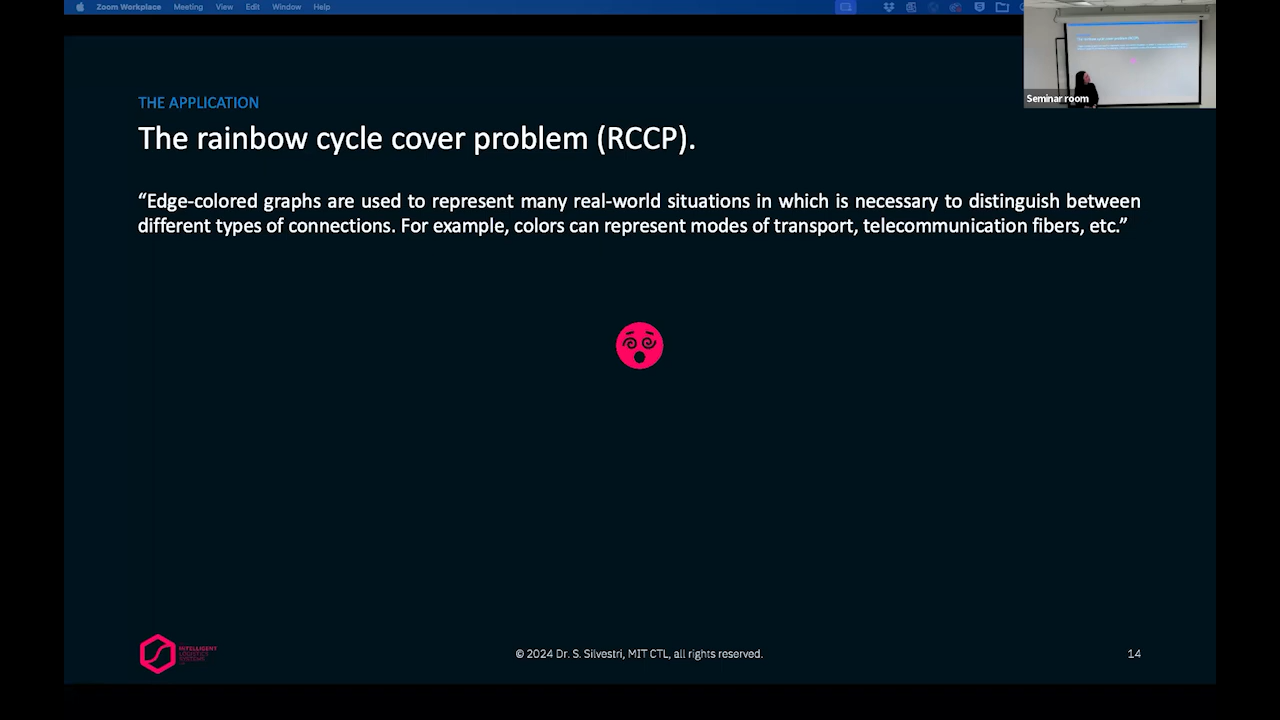 Zoom Workplace Meeting View Edit Window Help
Seminar room
THE APPLICATION
The rainbow cycle cover problem (RCCP).
“Edge-colored graphs are used to represent many real-world situations in which is necessary to distinguish between
different types of connections. For example, colors can represent modes of transport, telecommunication fibers, etc.”
INTELLIGENT
LOGISTICS
SYSTEMS
© 2024 Dr. S. Silvestri, MIT CTL, all rights reserved.
14